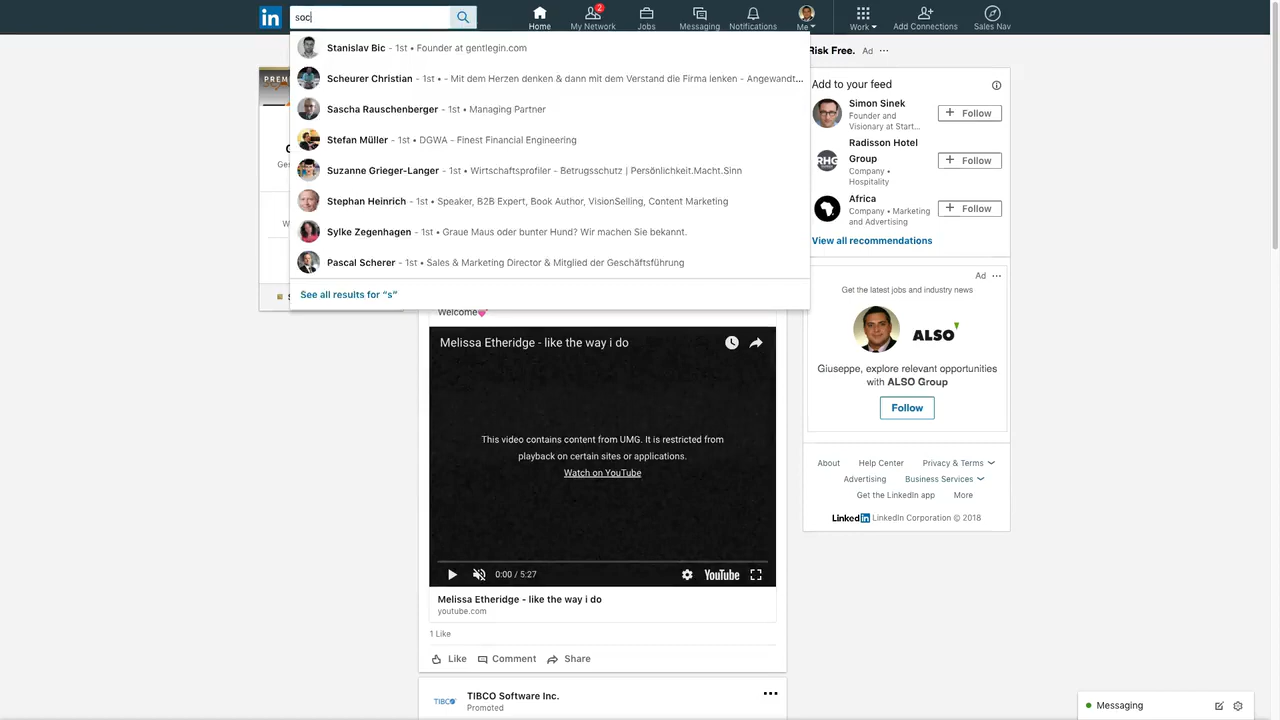 in
soc
Home
2
My Network
Jobs
Messaging
Notifications
Me
Work
Add Connections
Sales Nav
Stanislav Bic - 1st • Founder at gentlegin.com
Scheurer Christian - 1st • - Mit dem Herzen denken & dann mit dem Verstand die Firma lenken - Angewandt...
Sascha Rauschenberger - 1st • Managing Partner
Stefan Müller - 1st • DGWA - Finest Financial Engineering
Suzanne Grieger-Langer - 1st • Wirtschaftsprofiler - Betrugsschutz | Persönlichkeit.Macht.Sinn
Stephan Heinrich - 1st • Speaker, B2B Expert, Book Author, VisionSelling, Content Marketing
Sylke Zegenhagen - 1st • Graue Maus oder bunter Hund? Wir machen Sie bekannt.
Pascal Scherer - 1st • Sales & Marketing Director & Mitglied der Geschäftsführung
See all results for “s”
PREM
Ge
W
Welcome
Melissa Etheridge - like the way i do
This video contains content from UMG. It is restricted from
playback on certain sites or applications.
Watch on YouTube
0:00 / 5:27
YouTube
Melissa Etheridge - like the way i do
youtube.com
1 Like
Like
Comment
Share
TIBCO
TIBCO Software Inc.
Promoted
Risk Free. Ad
Add to your feed
Simon Sinek
Founder and
Visionary at Start...
+ Follow
RHG
Radisson Hotel
Group
Company •
Hospitality
+ Follow
Africa
Company • Marketing
and Advertising
+ Follow
View all recommendations
Ad
Get the latest jobs and industry news
ALSO
Giuseppe, explore relevant opportunities
with ALSO Group
Follow
About
Help Center
Privacy & Terms
Advertising
Business Services
Get the LinkedIn app
More
LinkedIn LinkedIn Corporation © 2018
Messaging